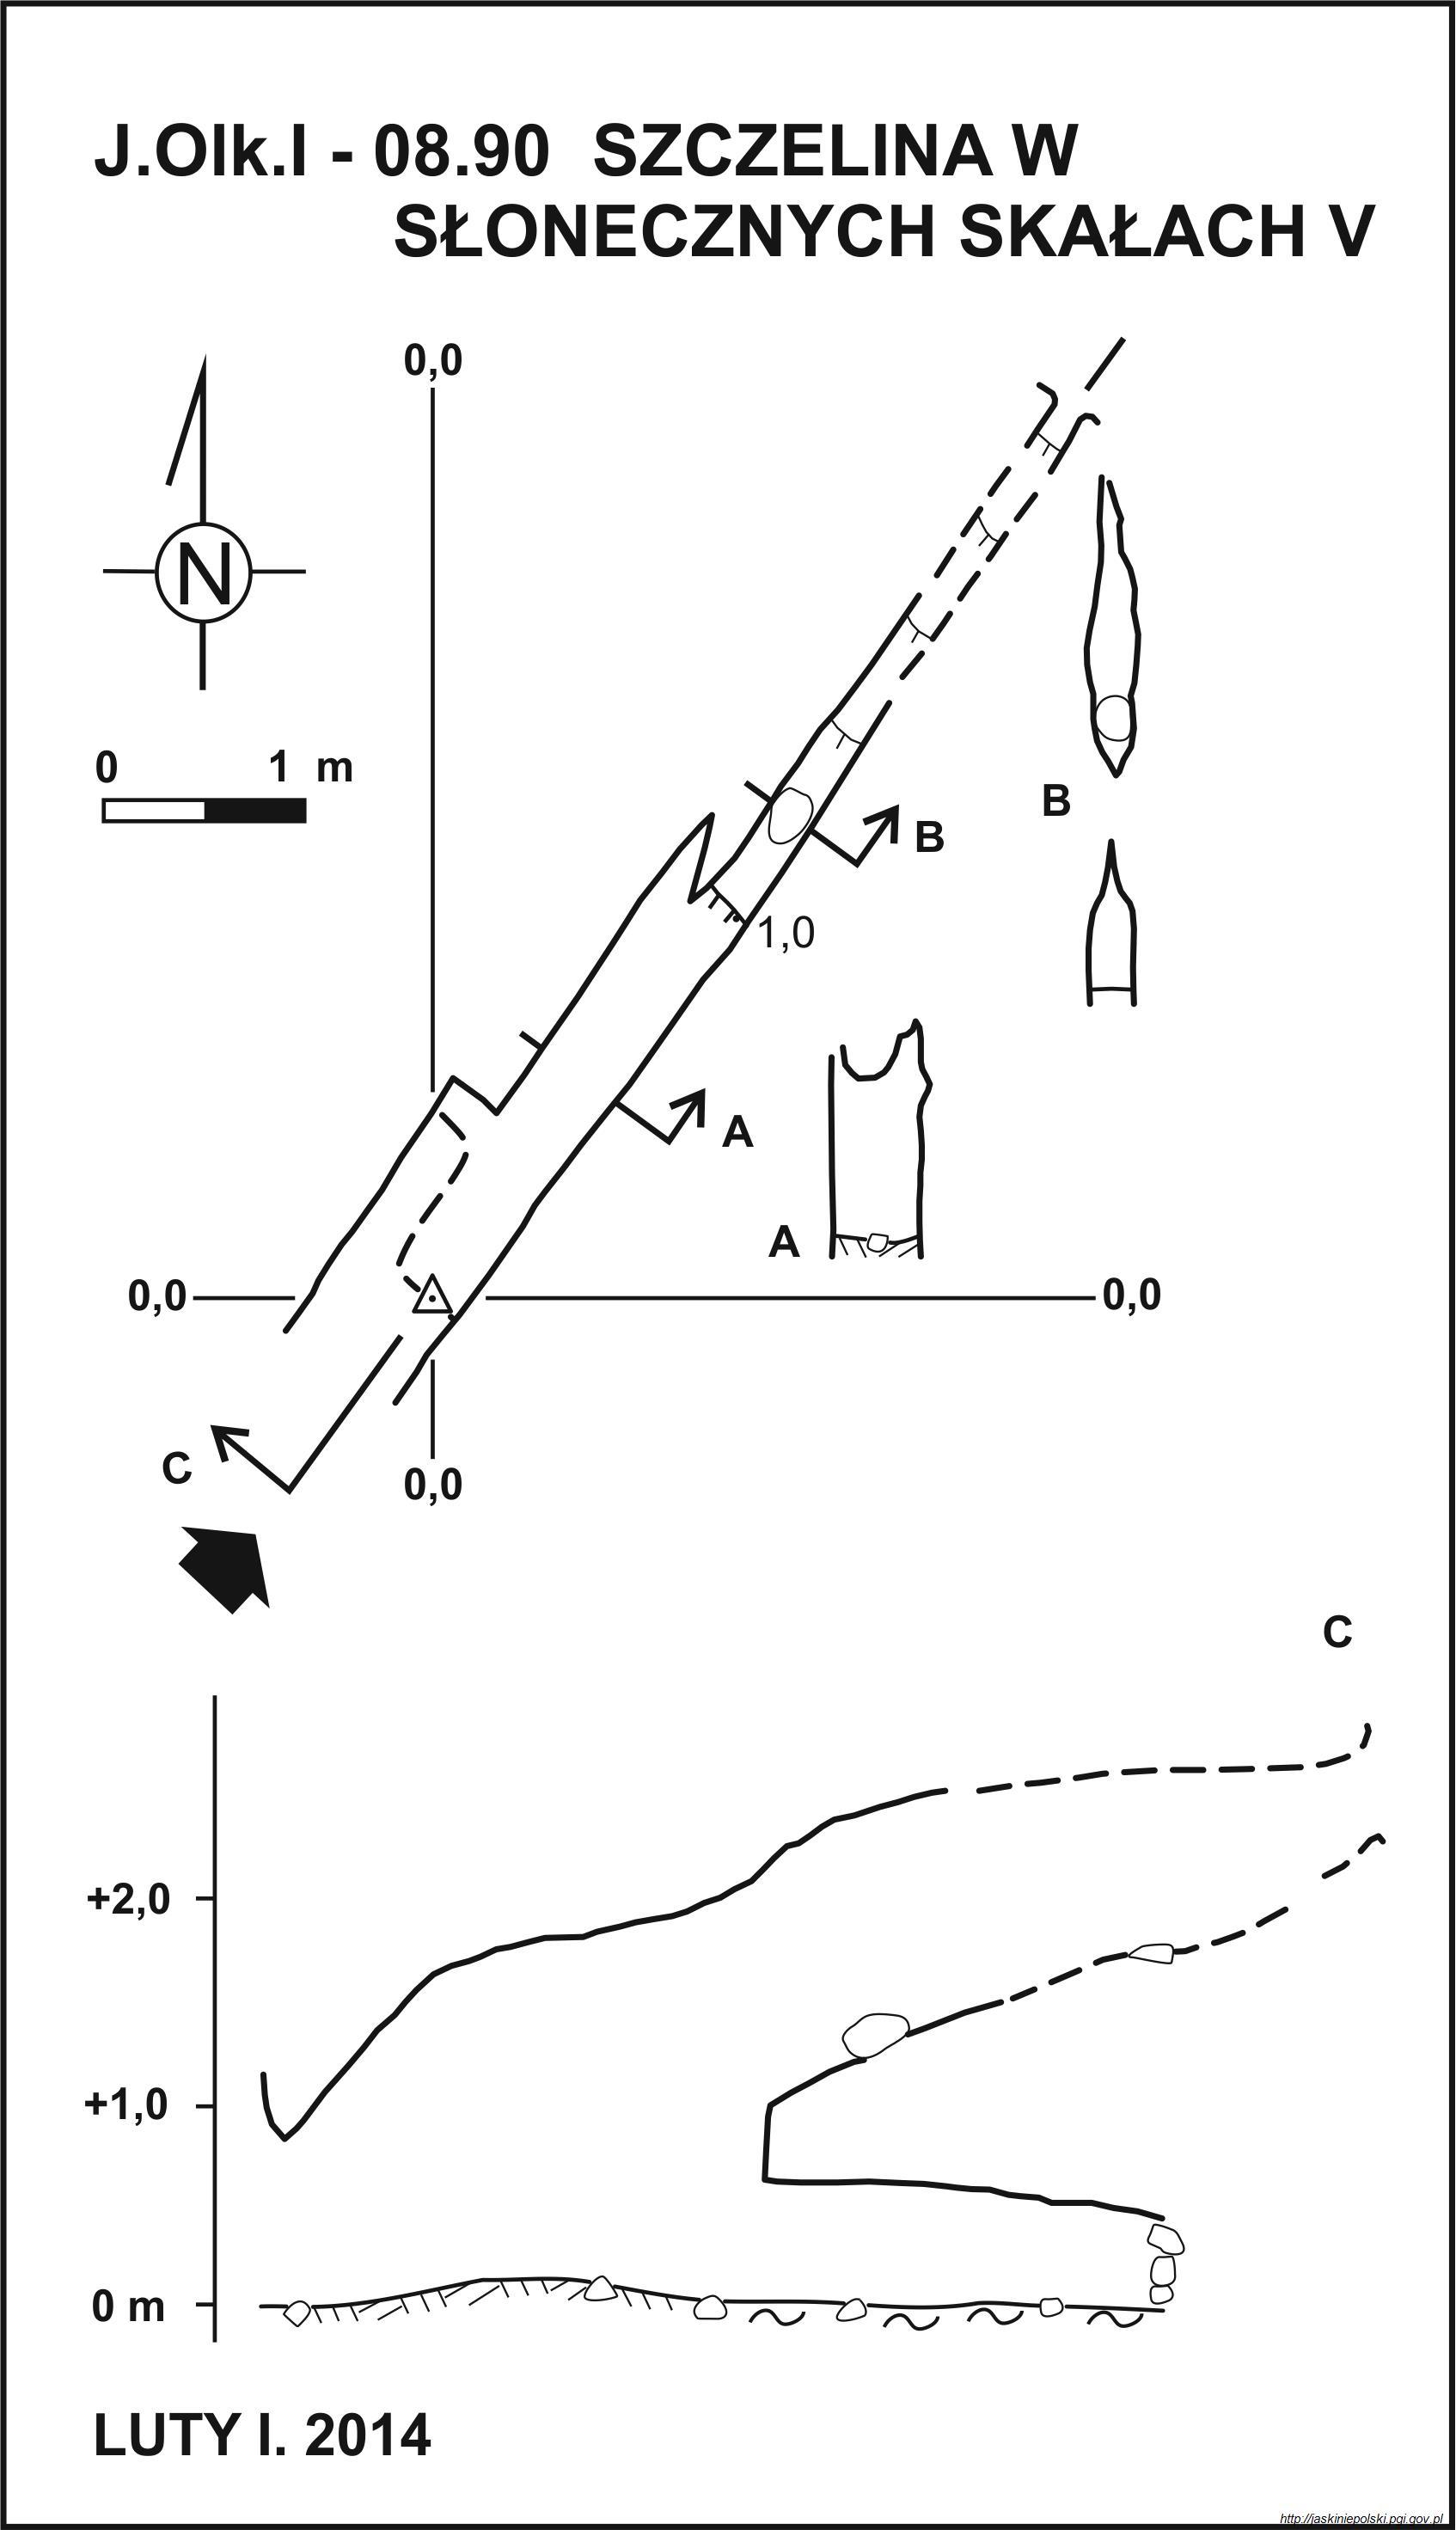 J.Olk.I - 08.90 SZCZELINA W
SŁONECZNYCH SKAŁACH V
0,0
N
0 1 m
B
B
1,0
A
A
0,0
0,0
C
0,0
C
+2,0
+1,0
0 m
LUTY I. 2014
http://jaskiniepolski.pgi.gov.pl